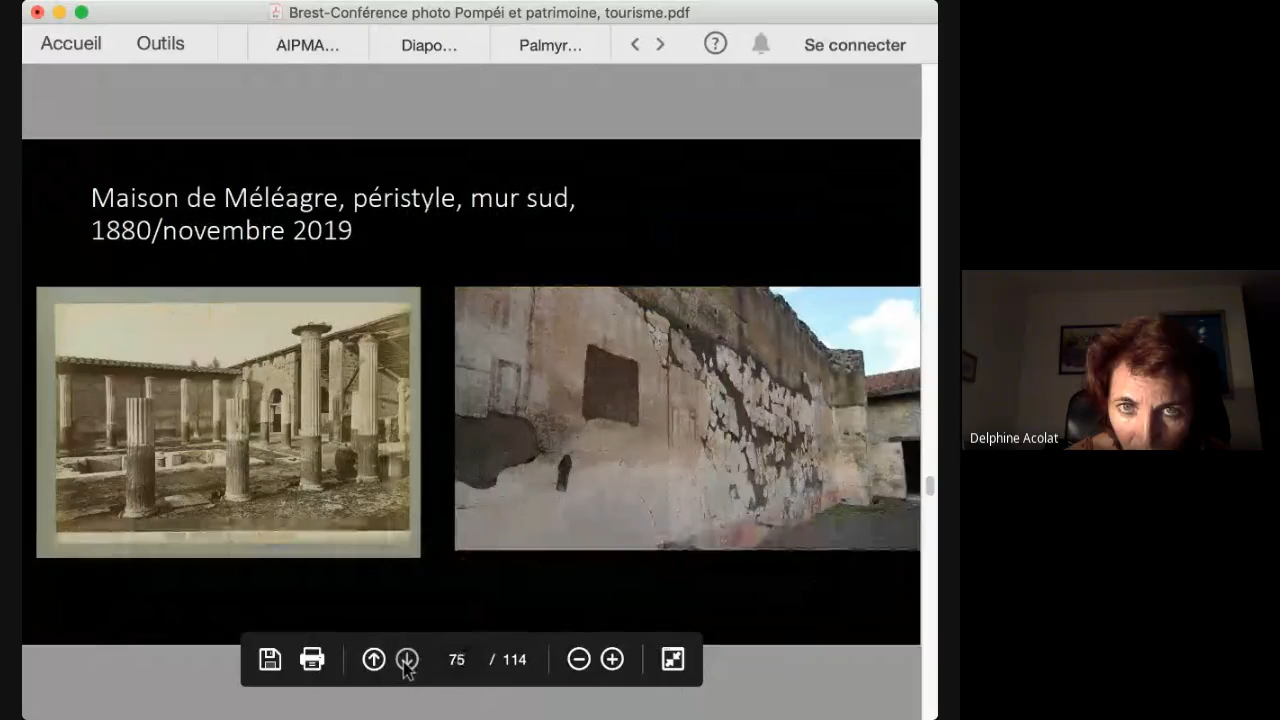 Brest-Conférence photo Pompéi et patrimoine, tourisme.pdf
Accueil
Outils
AIPMA...
Diapo...
Palmyr...
?
Se connecter
Maison de Méléagre, péristyle, mur sud,
1880/novembre 2019
Delphine Acolat
75 / 114